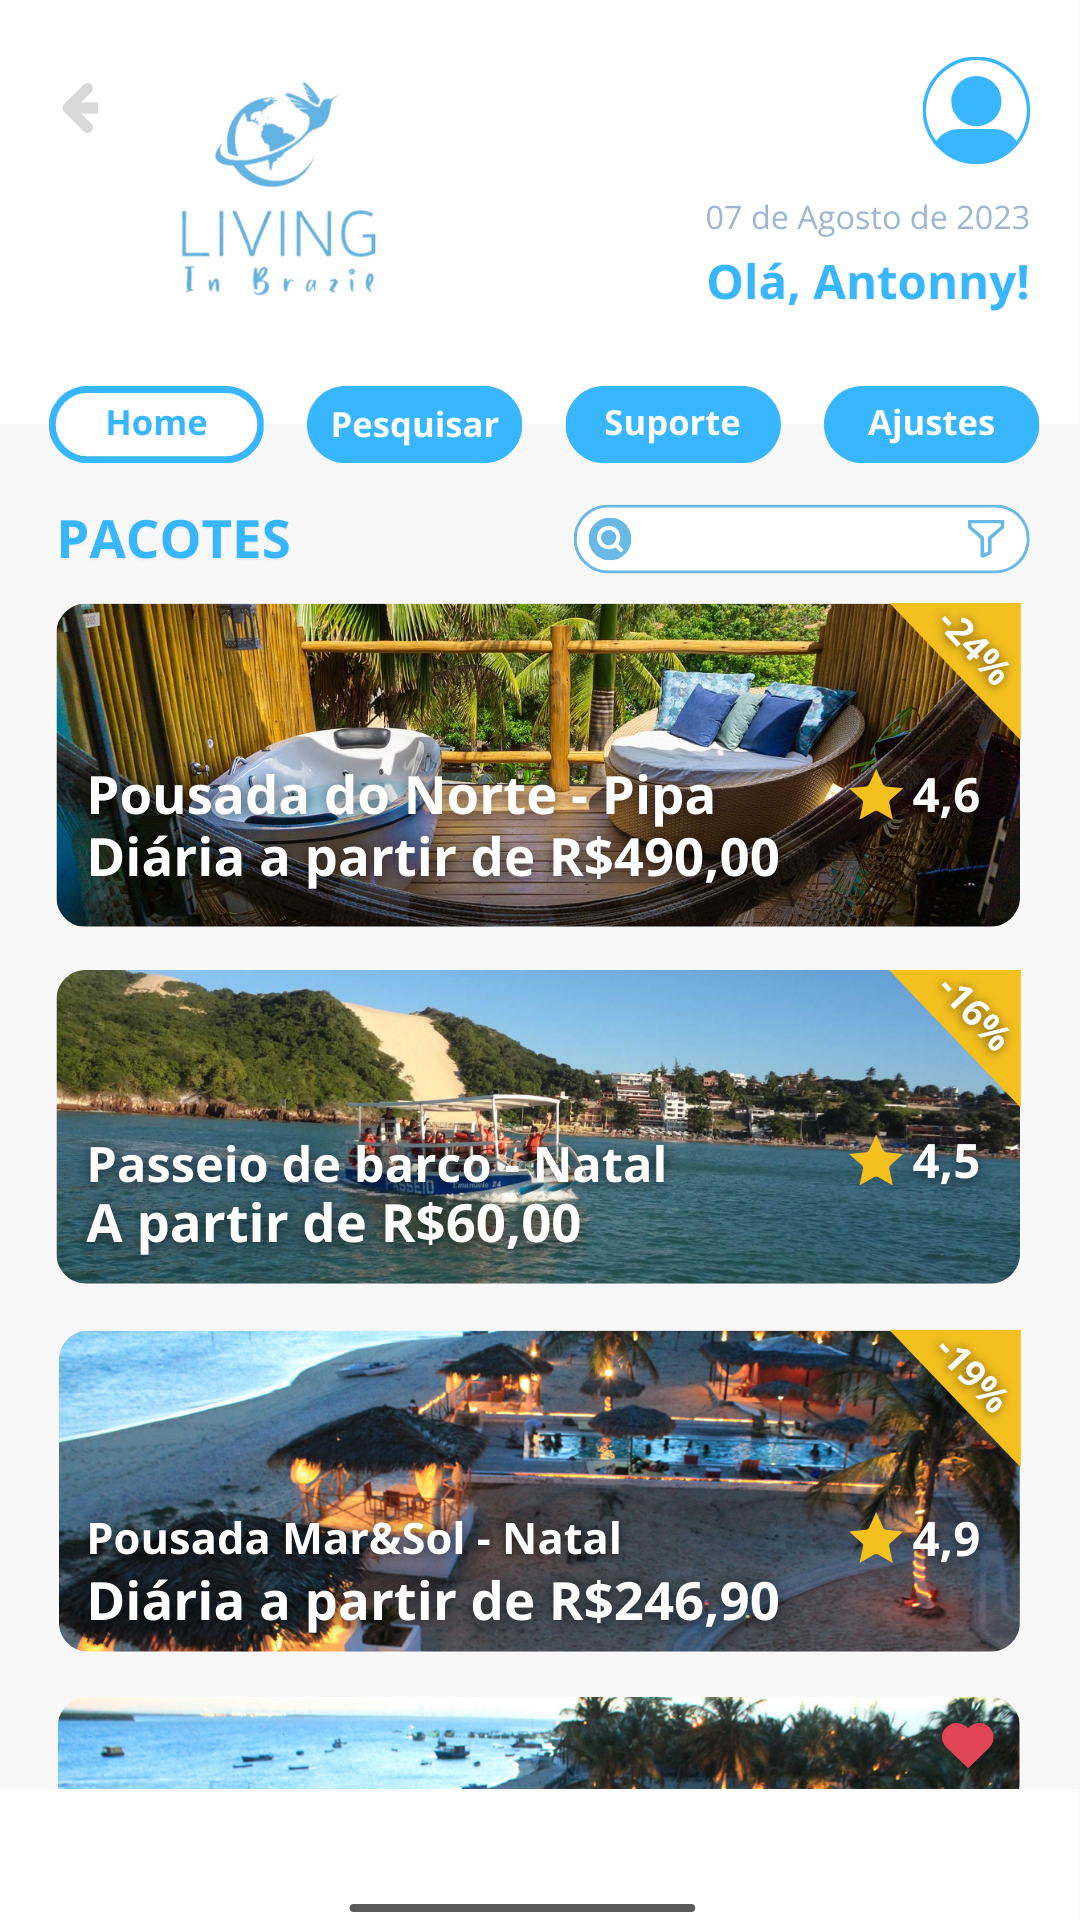 LIVING
In Brazil
07 de Agosto de 2023
Olá, Antonny!
Home
Pesquisar
Suporte
Ajustes
PACOTES
-24%
Pousada do Norte - Pipa
4,6
Diária a partir de R$490,00
-16%
Passeio de barco - Natal
4,5
PASSEIO
A partir de R$60,00
-19%
Pousada Mar&Sol - Natal
4,9
Diária a partir de R$246,90